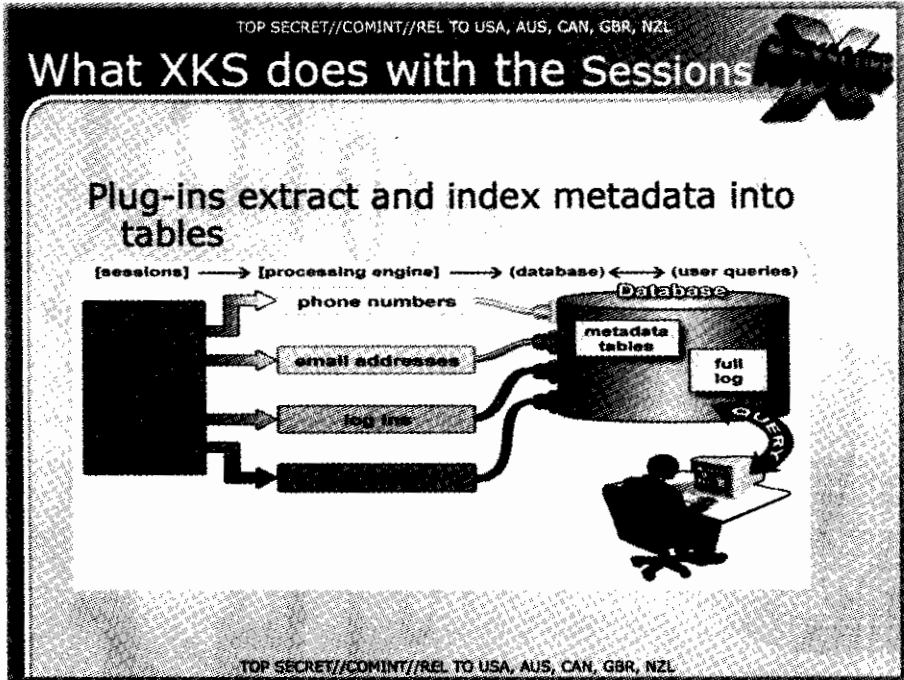 TOP SECRET//COMINT//REL TO USA, AUS, CAN, GBR, NZL
What XKS does with the Sessions
Plug-ins extract and index metadata into
tables
[sessions] → [processing engine] → (database) ↔ (user queries)
phone numbers
email addresses
log ins
Database
metadata
tables
full
log
QUERY
TOP SECRET//COMINT//REL TO USA, AUS, CAN, GBR, NZL